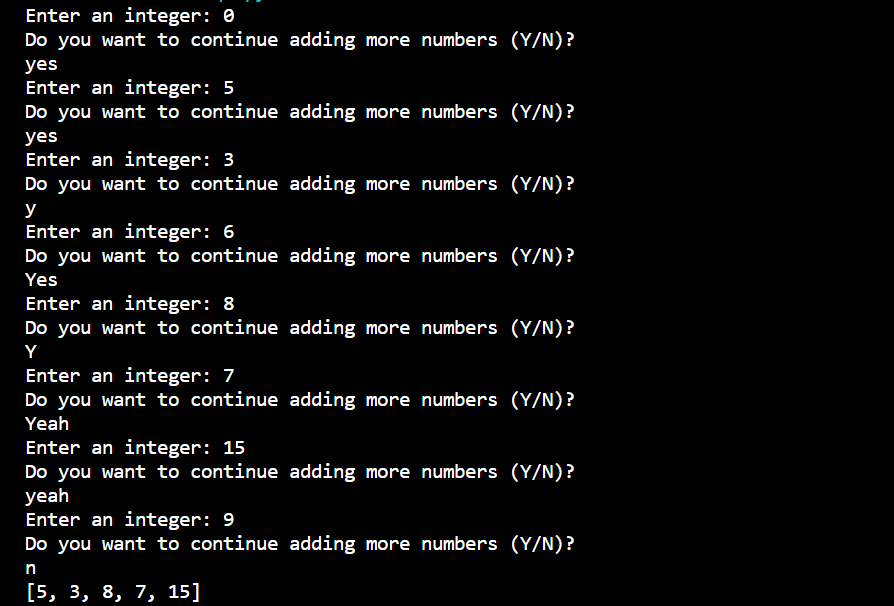 Enter an integer: 0
Do you want to continue adding more numbers (Y/N)?
yes
Enter an integer: 5
Do you want to continue adding more numbers (Y/N)?
yes
Enter an integer: 3
Do you want to continue adding more numbers (Y/N)?
y
Enter an integer: 6
Do you want to continue adding more numbers (Y/N)?
Yes
Enter an integer: 8
Do you want to continue adding more numbers (Y/N)?
Y
Enter an integer: 7
Do you want to continue adding more numbers (Y/N)?
Yeah
Enter an integer: 15
Do you want to continue adding more numbers (Y/N)?
yeah
Enter an integer: 9
Do you want to continue adding more numbers (Y/N)?
n
[5, 3, 8, 7, 15]